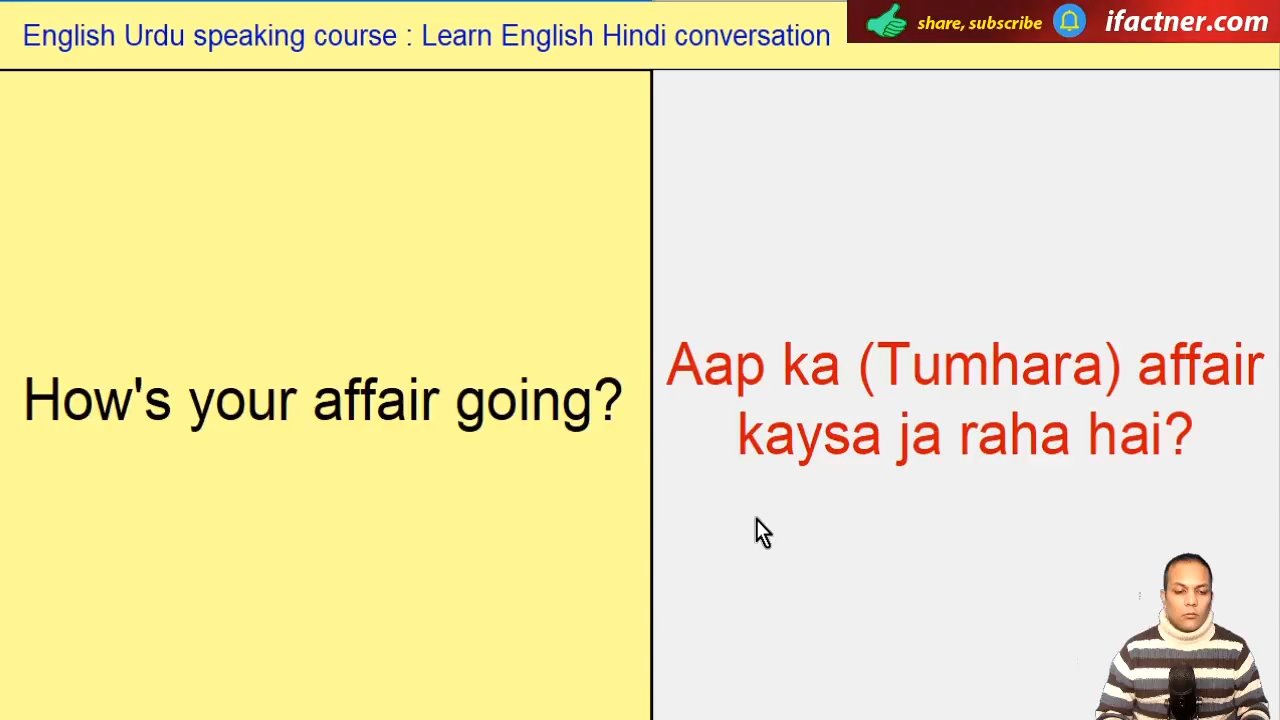 English Urdu speaking course : Learn English Hindi conversation
share, subscribe
ifactner.com
How's your affair going?
Aap ka (Tumhara) affair
kaysa ja raha hai?